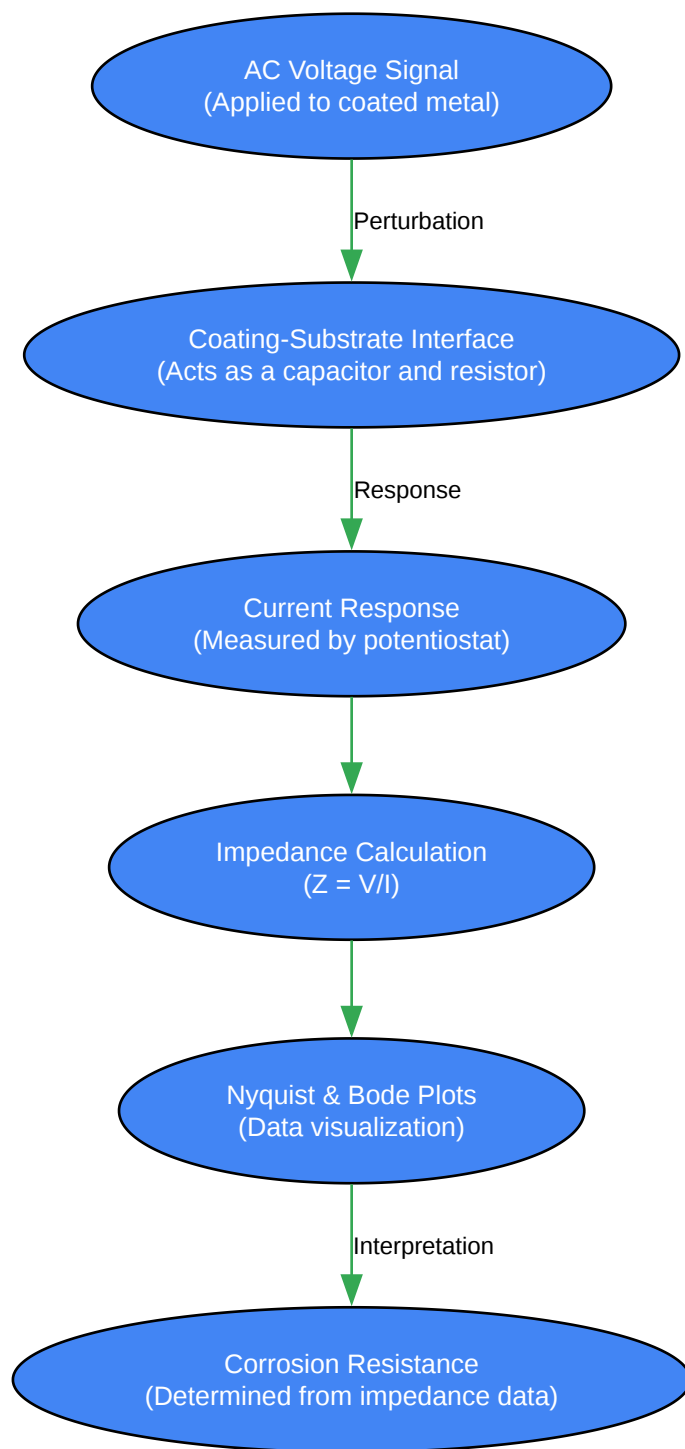 AC Voltage Signal
(Applied to coated metal)
Perturbation
Coating-Substrate Interface
(Acts as a capacitor and resistor)
Response
Current Response
(Measured by potentiostat)
Impedance Calculation
(Z = V/I)
Nyquist & Bode Plots
(Data visualization)
Interpretation
Corrosion Resistance
(Determined from impedance data)